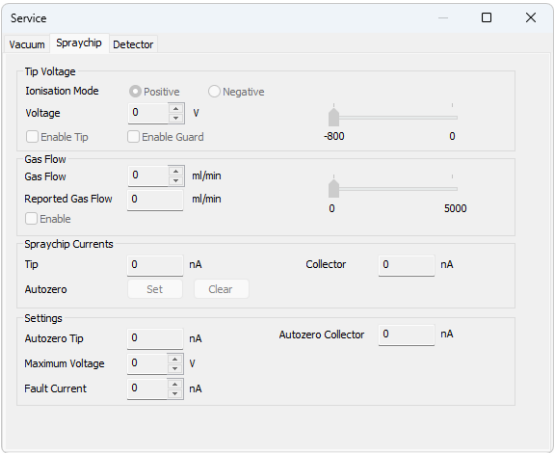 Service
Vacuum Spraychip Detector
Tip Voltage
Ionisation Mode Positive Negative
Voltage 0 V
Enable Tip Enable Guard -800 0
Gas Flow
Gas Flow 0 ml/min
Reported Gas Flow 0 ml/min 0 5000
Enable
Spraychip Currents
Tip 0 nA Collector 0 nA
Autozero Set Clear
Settings
Autozero Tip 0 nA Autozero Collector 0 nA
Maximum Voltage 0 V
Fault Current 0 nA